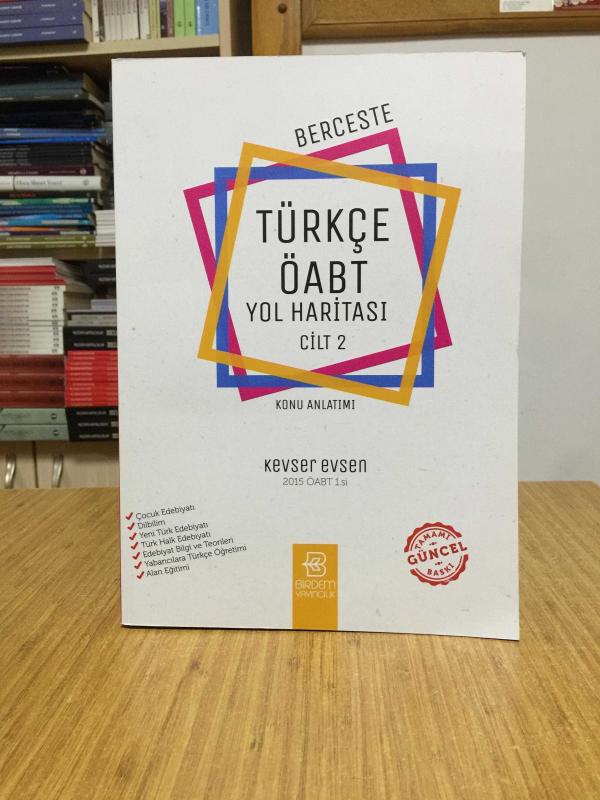 BERCESTE
TÜRKÇE
ÖABT
YOL HARİTASI
CİLT 2
KONU ANLATIMI
Kevser Evsen
2015 ÖABT 1.si
Çocuk Edebiyatı
Dilbilim
Yeni Türk Edebiyatı
Türk Halk Edebiyatı
Edebiyat Bilgi ve Teorileri
Yabancılara Türkçe Öğretimi
Alan Eğitimi
TAMAMI
GÜNCEL
BASKI
BİRDEM
YAYINCILIK